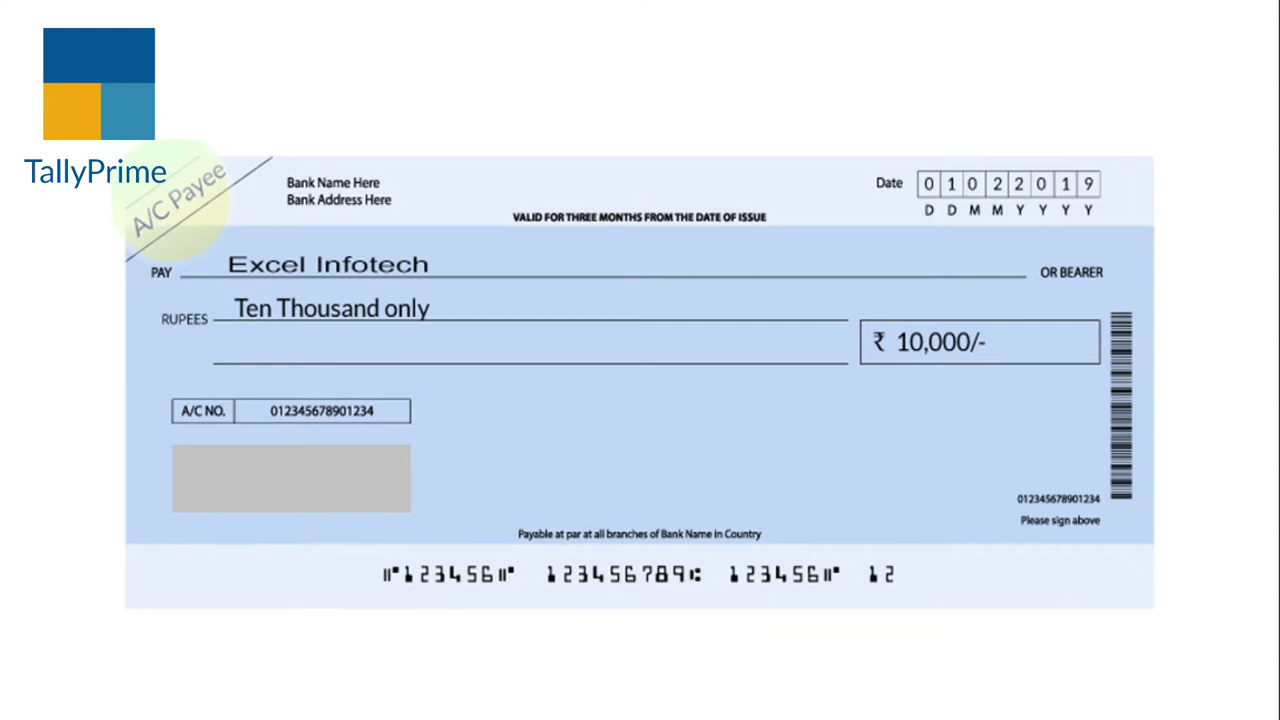 TallyPrime
A/C Payee
Bank Name Here
Bank Address Here
VALID FOR THREE MONTHS FROM THE DATE OF ISSUE
Date 0 1 0 2 2 0 1 9
D D M M Y Y Y Y
PAY Excel Infotech OR BEARER
RUPEES Ten Thousand only
₹ 10,000/-
A/C NO. 012345678901234
012345678901234
Please sign above
Payable at par at all branches of Bank Name in Country
⑈123456⑈ 123456789⑆ 123456⑈ 12